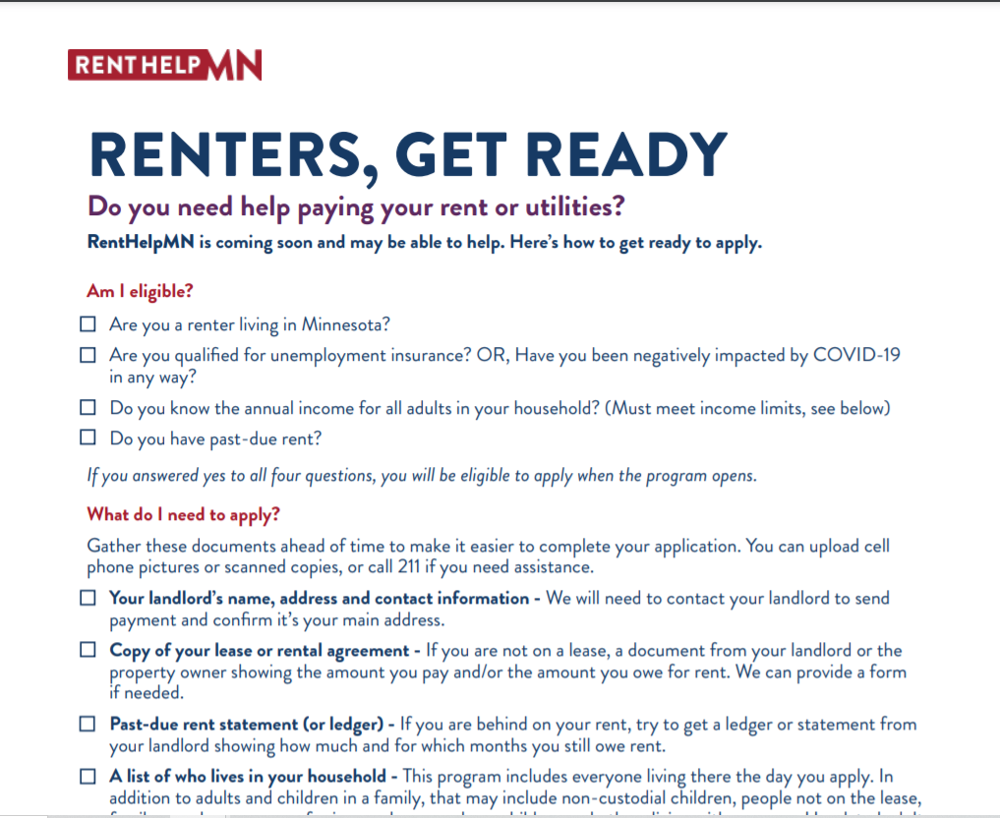 RENT HELP MN
RENTERS, GET READY
Do you need help paying your rent or utilities?
RentHelpMN is coming soon and may be able to help. Here's how to get ready to apply.
Am I eligible?
Are you a renter living in Minnesota?
Are you qualified for unemployment insurance? OR, Have you been negatively impacted by COVID-19
in any way?
Do you know the annual income for all adults in your household? (Must meet income limits, see below)
Do you have past-due rent?
If you answered yes to all four questions, you will be eligible to apply when the program opens.
What do I need to apply?
Gather these documents ahead of time to make it easier to complete your application. You can upload cell
phone pictures or scanned copies, or call 211 if you need assistance.
Your landlord's name, address and contact information - We will need to contact your landlord to send
payment and confirm it's your main address.
Copy of your lease or rental agreement - If you are not on a lease, a document from your landlord or the
property owner showing the amount you pay and/or the amount you owe for rent. We can provide a form
if needed.
Past-due rent statement (or ledger) - If you are behind on your rent, try to get a ledger or statement from
your landlord showing how much and for which months you still owe rent.
A list of who lives in your household - This program includes everyone living there the day you apply. In
addition to adults and children in a family, that may include non-custodial children, people not on the lease,